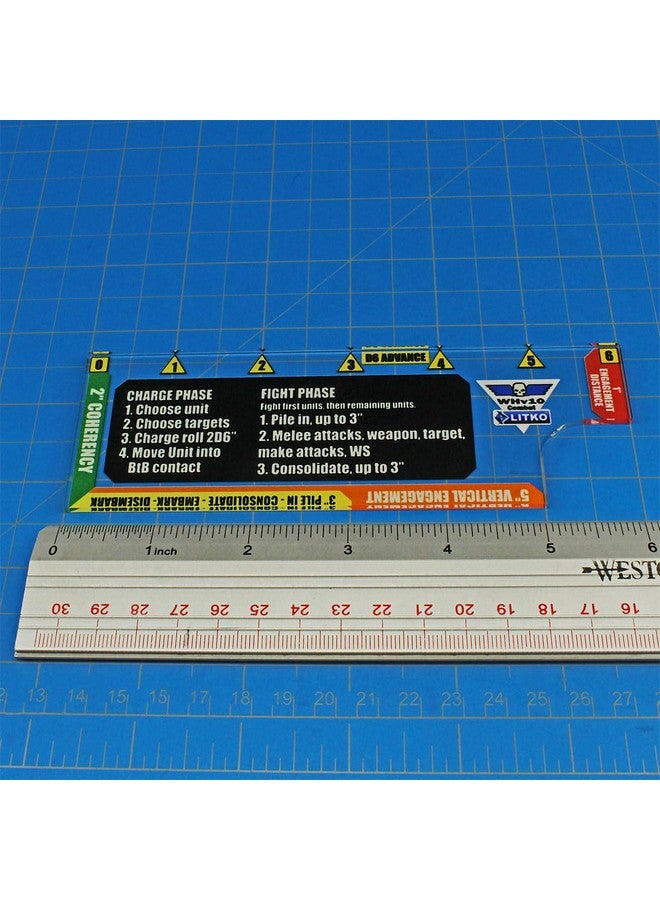 0 1 2 3 D6 ADVANCE 4 5 6
2" COHERENCY
CHARGE PHASE
1. Choose unit
2. Choose targets
3. Charge roll 2D6"
4. Move Unit into
BtB contact
FIGHT PHASE
Fight first units, then remaining units.
1. Pile in, up to 3"
2. Melee attacks, weapon, target,
make attacks, WS
3. Consolidate, up to 3"
WHv10
Combat
LITKO
1"
ENGAGEMENT
DISTANCE
3" PILE IN - CONSOLIDATE - EMBARK - DISEMBARK
5" VERTICAL ENGAGEMENT
0 1 inch 2 3 4 5 6
WESTC
30 29 28 27 26 25 24 23 22 21 20 19 18 17 16
13 14 15 17 18 19 20 21 22 23 24 25 26 27